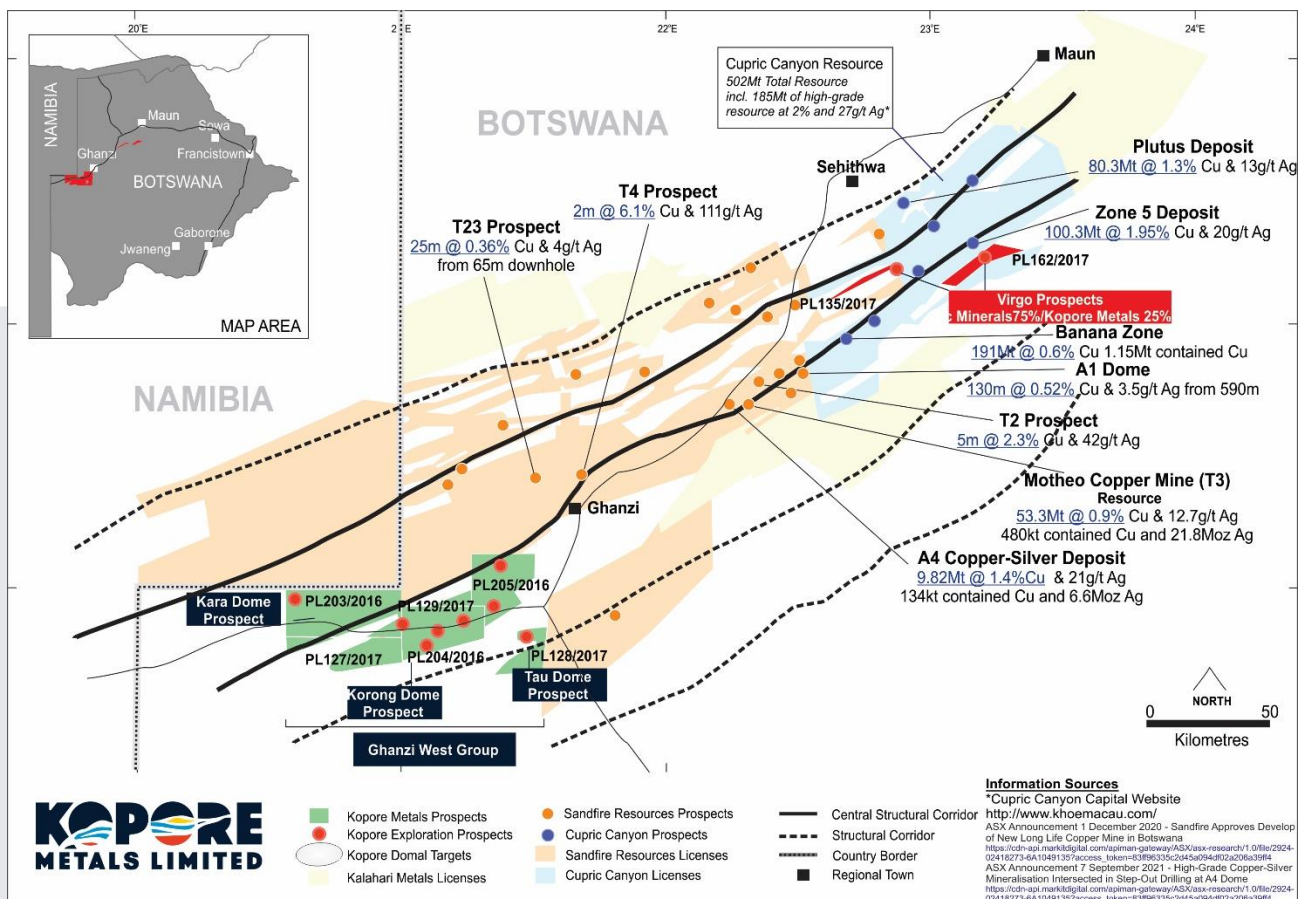 20°E
22°E
23°E
24°E
NAMIBIA
Maun
Sowa
Ghanzi
Francistown
BOTSWANA
Gaborone
Jwaneng
MAP AREA
BOTSWANA
NAMIBIA
Cupric Canyon Resource
502Mt Total Resource
incl. 185Mt of high-grade
resource at 2% and 27g/t Ag*
Maun
Sehithwa
Plutus Deposit
80.3Mt @ 1.3% Cu & 13g/t Ag
T4 Prospect
2m @ 6.1% Cu & 111g/t Ag
T23 Prospect
25m @ 0.36% Cu & 4g/t Ag
from 65m downhole
Zone 5 Deposit
100.3Mt @ 1.95% Cu & 20g/t Ag
PL162/2017
PL135/2017
Virgo Prospects
c Minerals75%/Kopore Metals 25%
Banana Zone
191Mt @ 0.6% Cu 1.15Mt contained Cu
A1 Dome
130m @ 0.52% Cu & 3.5g/t Ag from 590m
T2 Prospect
5m @ 2.3% Cu & 42g/t Ag
Motheo Copper Mine (T3)
Resource
53.3Mt @ 0.9% Cu & 12.7g/t Ag
480kt contained Cu and 21.8Moz Ag
A4 Copper-Silver Deposit
9.82Mt @ 1.4%Cu & 21g/t Ag
134kt contained Cu and 6.6Moz Ag
Ghanzi
PL205/2016
Kara Dome
Prospect
PL203/2016
PL129/2017
PL127/2017
PL204/2016
PL128/2017
Korong Dome
Prospect
Tau Dome
Prospect
Ghanzi West Group
NORTH
0 50
Kilometres
KOPORE
METALS LIMITED
Kopore Metals Prospects
Kopore Exploration Prospects
Kopore Domal Targets
Kalahari Metals Licenses
Sandfire Resources Prospects
Cupric Canyon Prospects
Sandfire Resources Licenses
Cupric Canyon Licenses
Central Structural Corridor
Structural Corridor
Country Border
Regional Town
Information Sources
*Cupric Canyon Capital Website
http://www.khoemacau.com/
ASX Announcement 1 December 2020 - Sandfire Approves Develop
of New Long Life Copper Mine in Botswana
ASX Announcement 7 September 2021 - High-Grade Copper-Silver
Mineralisation Intersected in Step-Out Drilling at A4 Dome